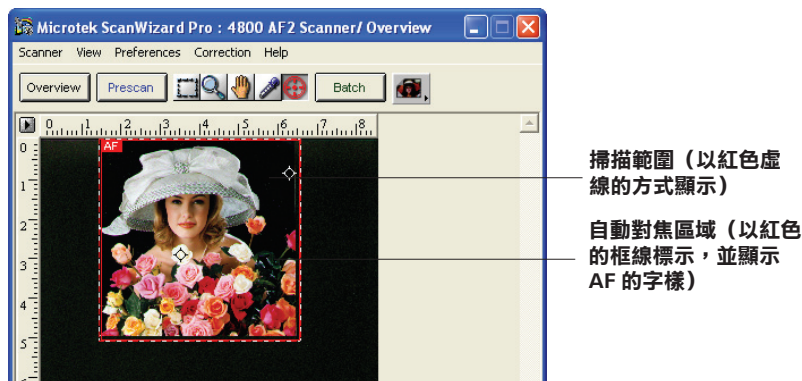 Microtek ScanWizard Pro : 4800 AF2 Scanner/ Overview
Scanner View Preferences Correction Help
Overview Prescan Batch
0 1 2 3 4 5 6 7 8
AF
0
1
2
3
4
5
掃描範圍（以紅色虛
線的方式顯示）
自動對焦區域（以紅色
的框線標示，並顯示
AF 的字樣）